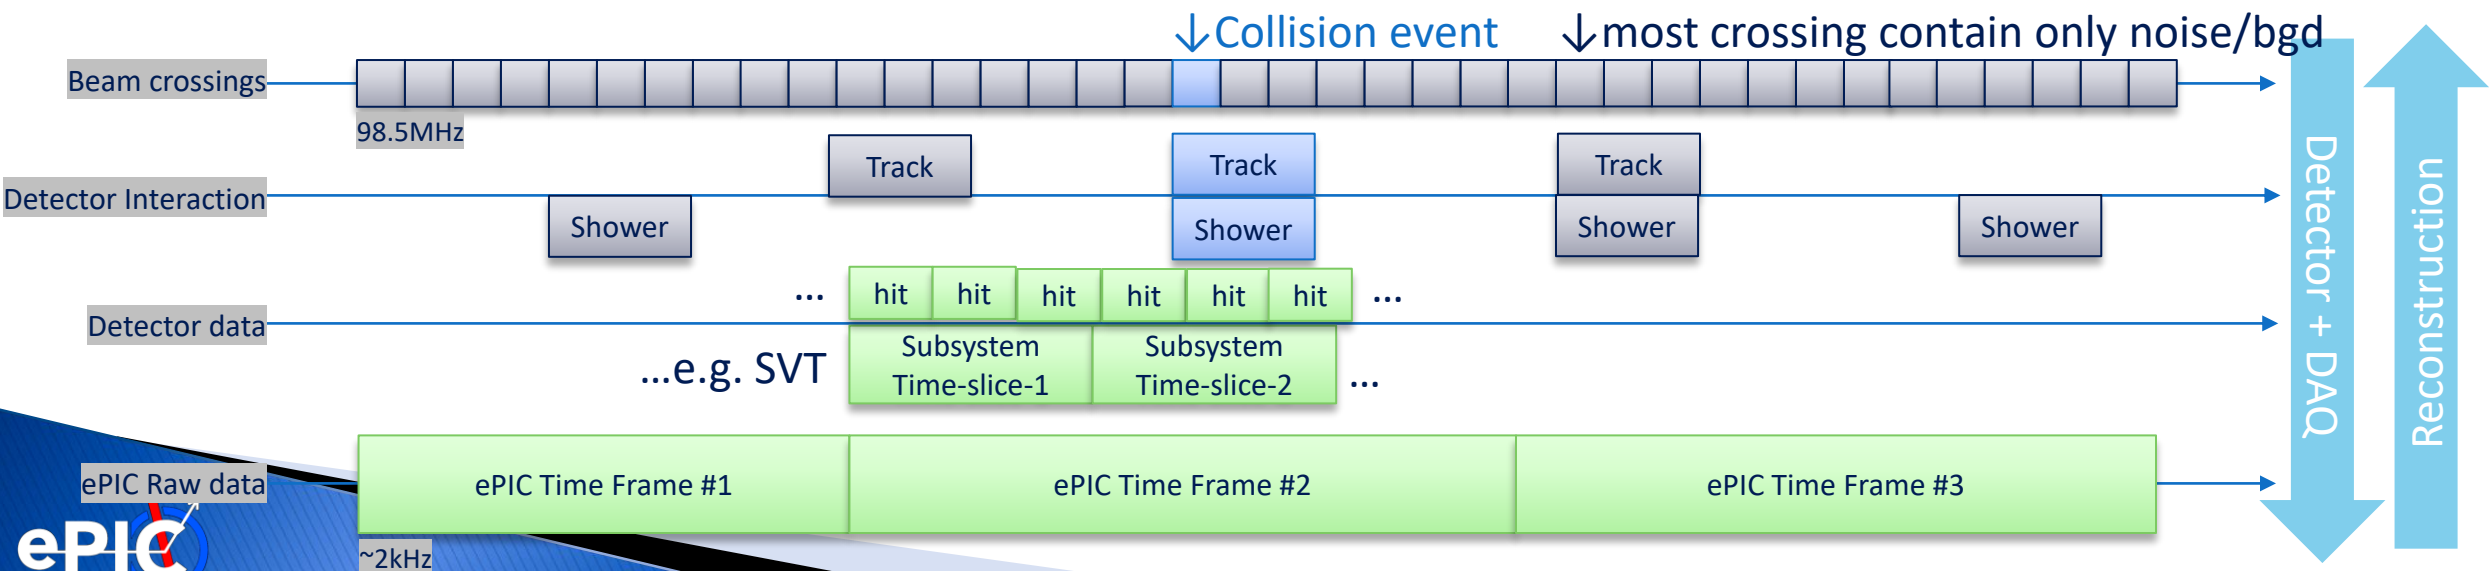 ↓Collision event
↓most crossing contain only noise/bgd
Beam crossings
98.5MHz
Track
Track
Track
Detector Interaction
Shower
Shower
Shower
Shower
...
hit
hit
hit
hit
hit
hit
...
Detector data
...e.g. SVT
Subsystem
Time-slice-1
Subsystem
Time-slice-2
...
ePIC Raw data
ePIC Time Frame #1
ePIC Time Frame #2
ePIC Time Frame #3
~2kHz
ePIC
Detector + DAQ
Reconstruction